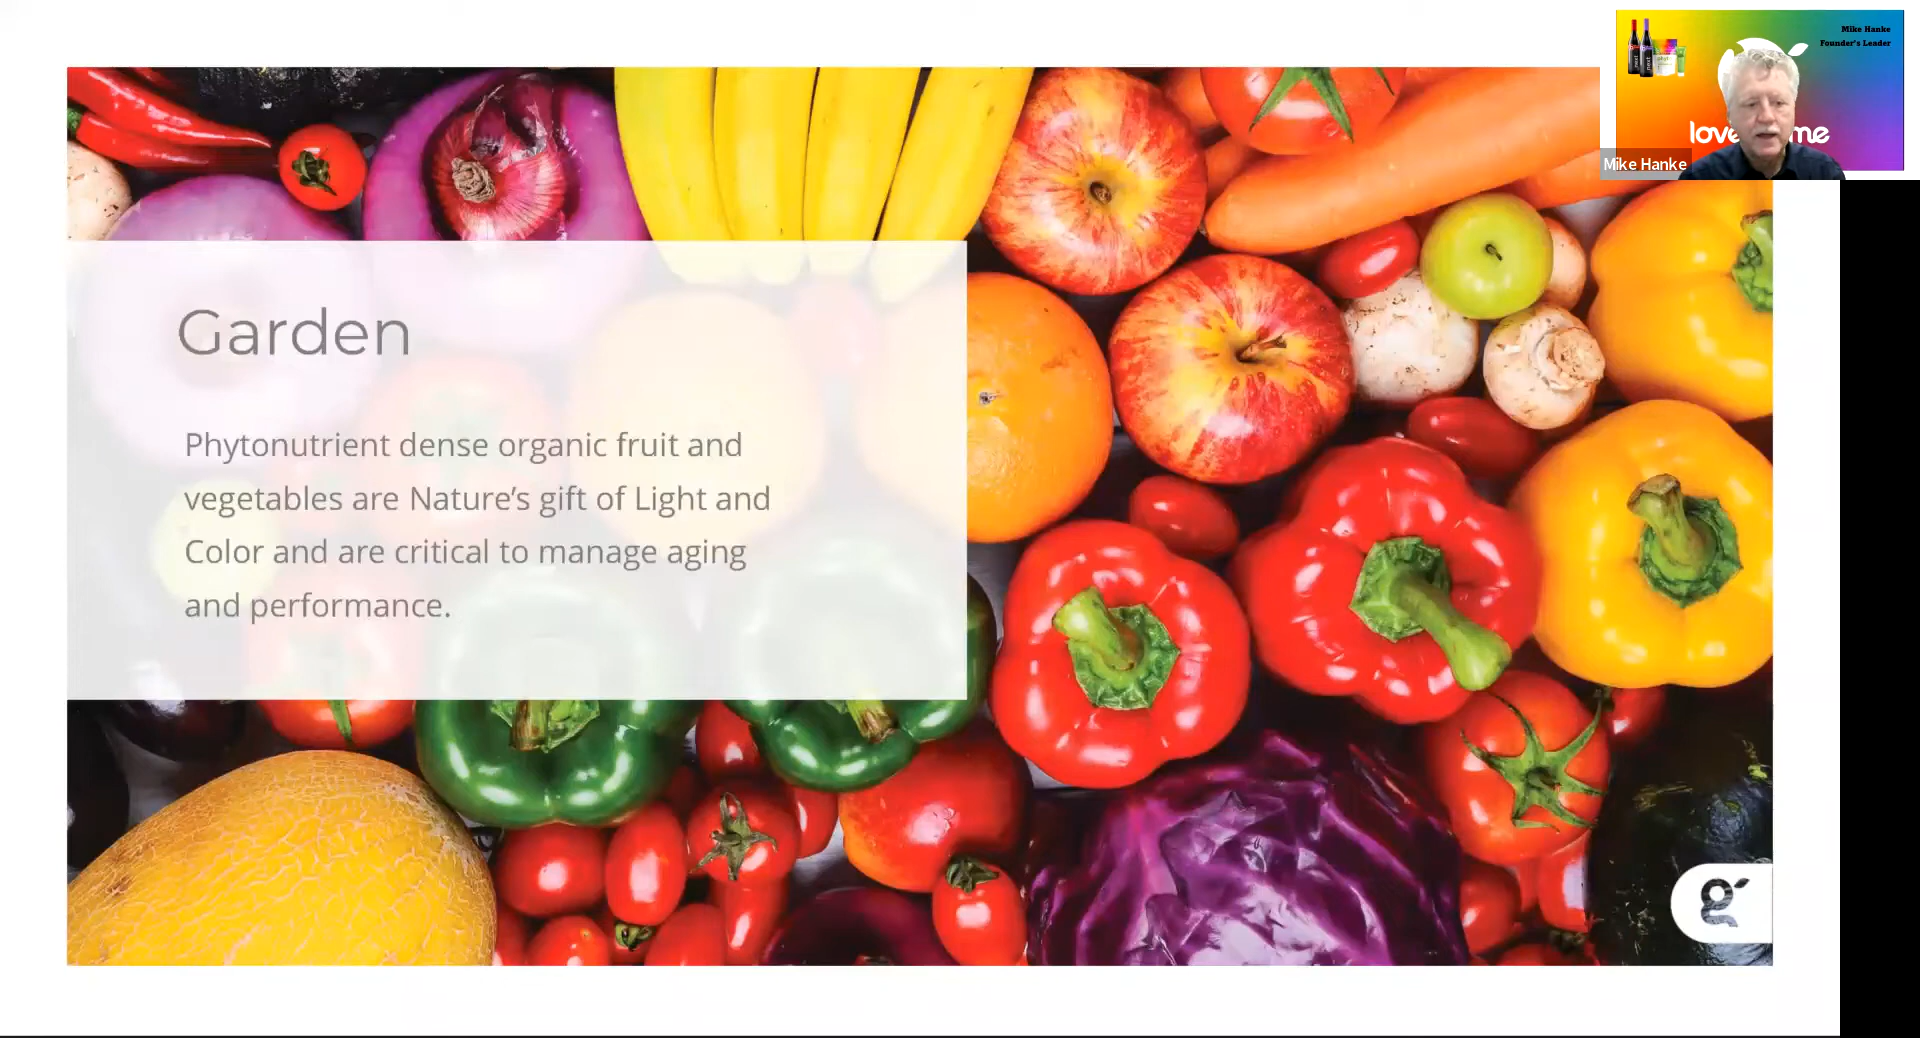 Mike Hanke
Founder's Leader
love
me
Mike Hanke
Garden
Phytonutrient dense organic fruit and
vegetables are Nature's gift of Light and
Color and are critical to manage aging
and performance.
g